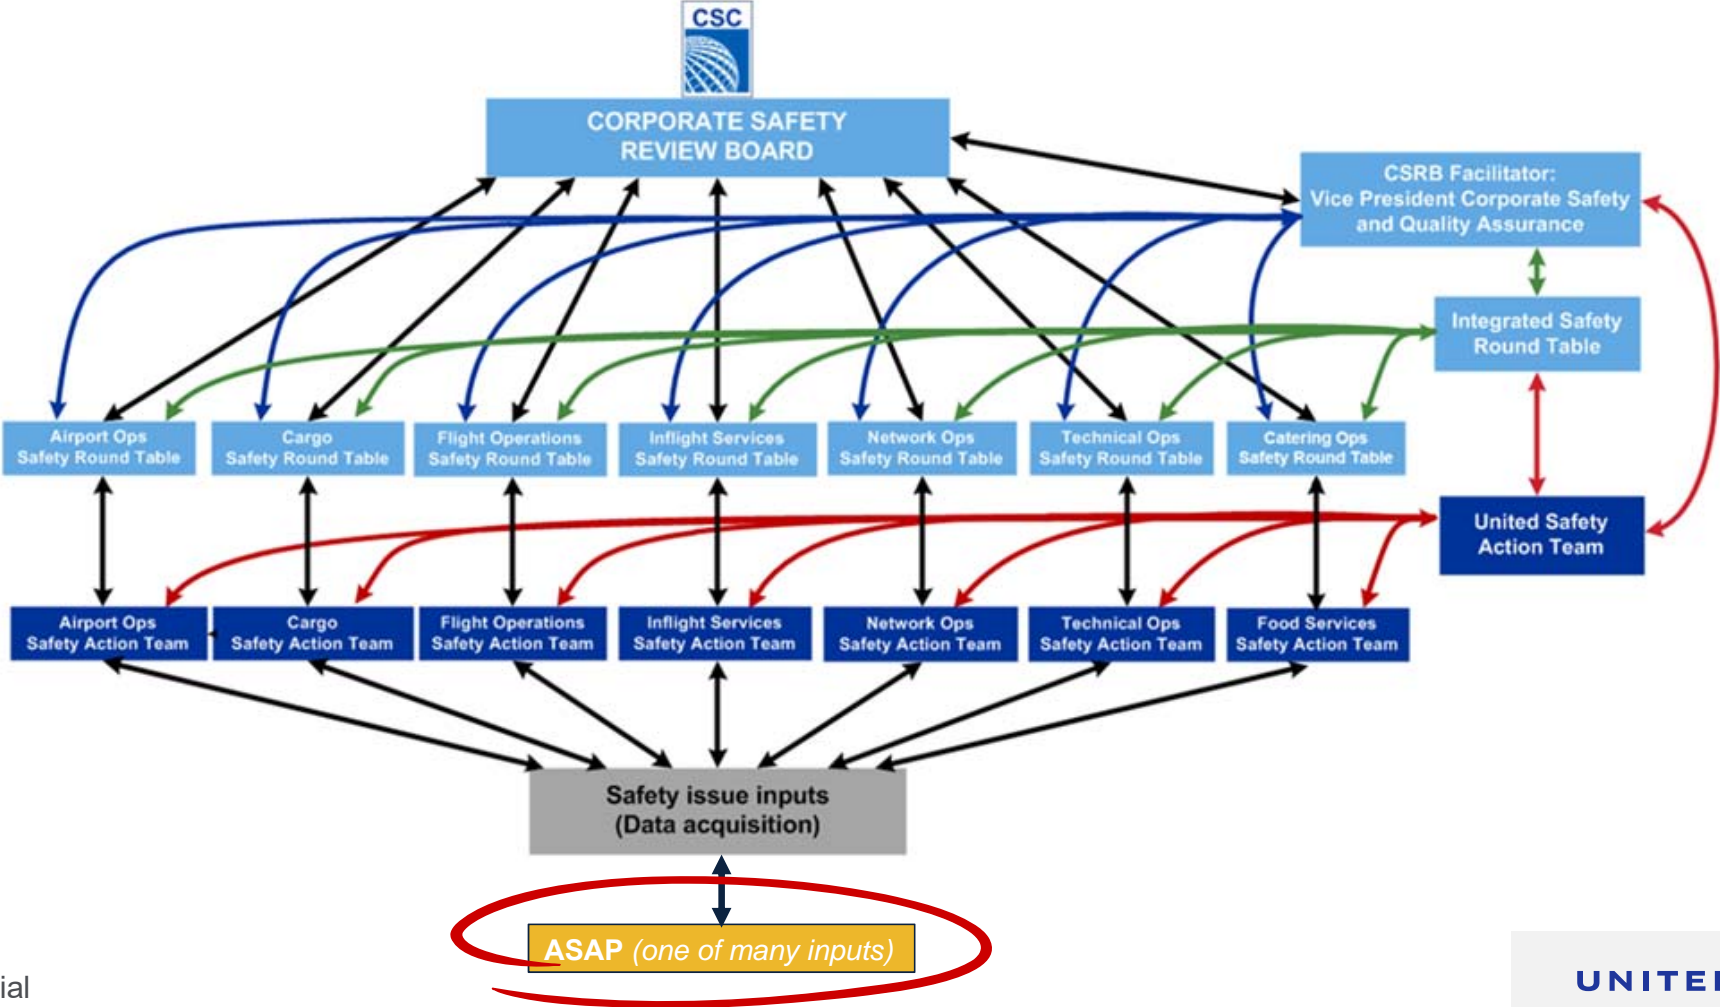 CSC
CORPORATE SAFETY
REVIEW BOARD
CSRB Facilitator:
Vice President Corporate Safety
and Quality Assurance
Integrated Safety
Round Table
Airport Ops
Safety Round Table
Cargo
Safety Round Table
Flight Operations
Safety Round Table
Inflight Services
Safety Round Table
Network Ops
Safety Round Table
Technical Ops
Safety Round Table
Catering Ops
Safety Round Table
United Safety
Action Team
Airport Ops
Safety Action Team
Cargo
Safety Action Team
Flight Operations
Safety Action Team
Inflight Services
Safety Action Team
Network Ops
Safety Action Team
Technical Ops
Safety Action Team
Food Services
Safety Action Team
Safety issue inputs
(Data acquisition)
ASAP (one of many inputs)
ial
UNITE